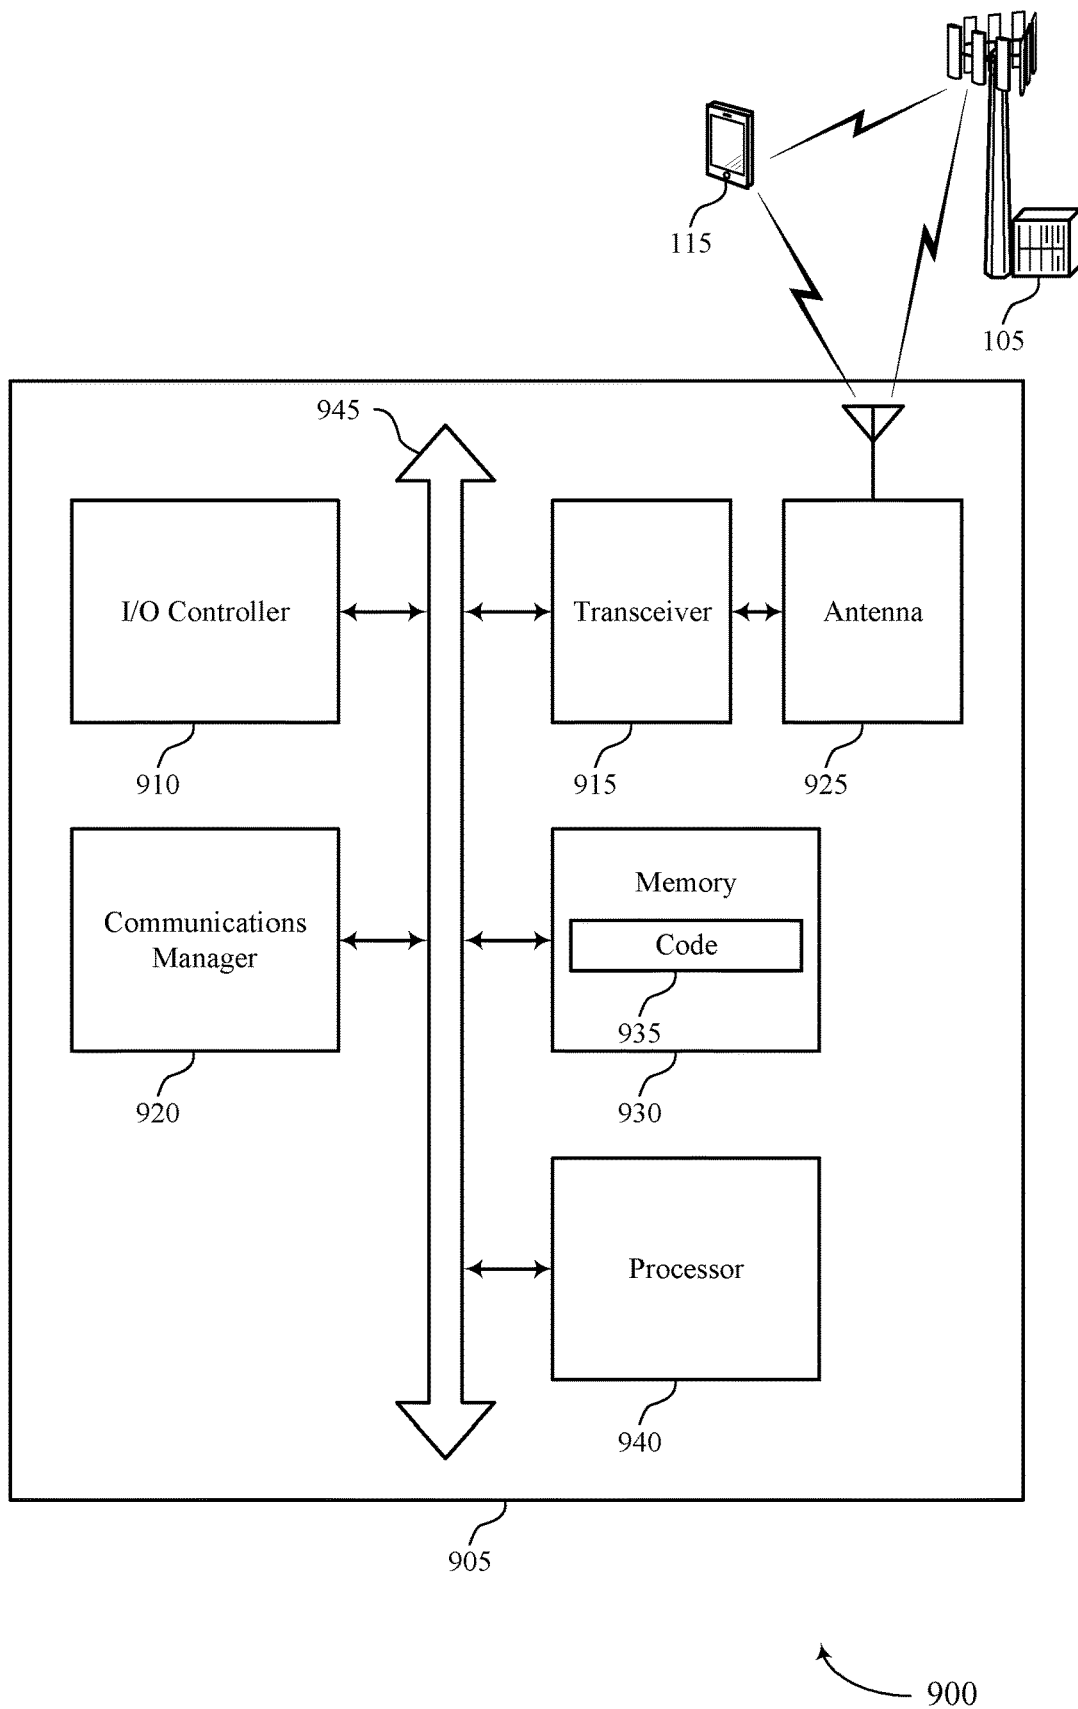 115
105
945
I/O Controller
Transceiver
Antenna
910
915
925
Communications
Manager
Memory
Code
935
920
930
Processor
940
905
900